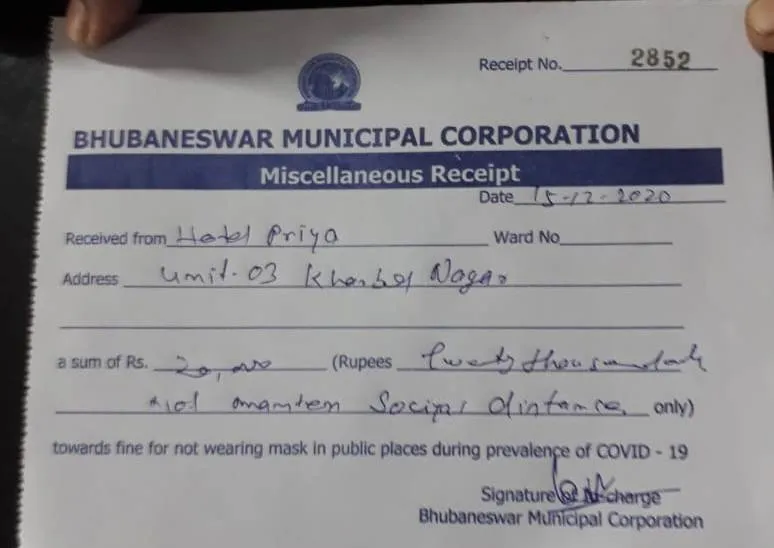 Receipt No. 2852
BHUBANESWAR MUNICIPAL CORPORATION
Miscellaneous Receipt
Date 15-12-2020
Received from Hotel Priya Ward No
Address Unit-03 Kharbel Nagar
a sum of Rs. 20,000 (Rupees Twenty thousand
Social distance only)
towards fine for not wearing mask in public places during prevalence of COVID - 19
Signature of In-charge
Bhubaneswar Municipal Corporation